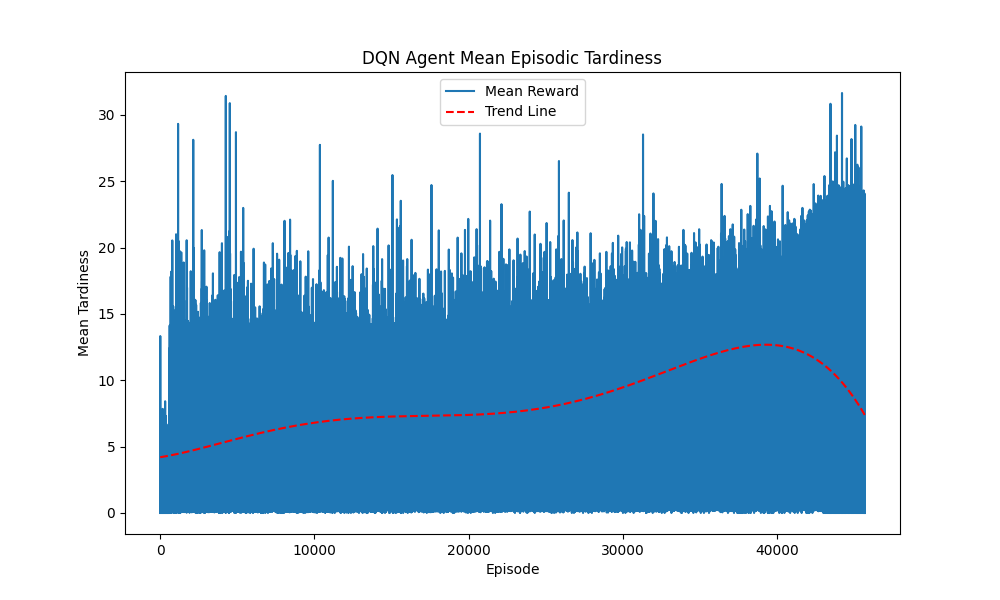 DQN Agent Mean Episodic Tardiness
Mean Reward
Trend Line
Mean Tardiness
30
25
20
15
10
5
0
0 10000 20000 30000 40000
Episode